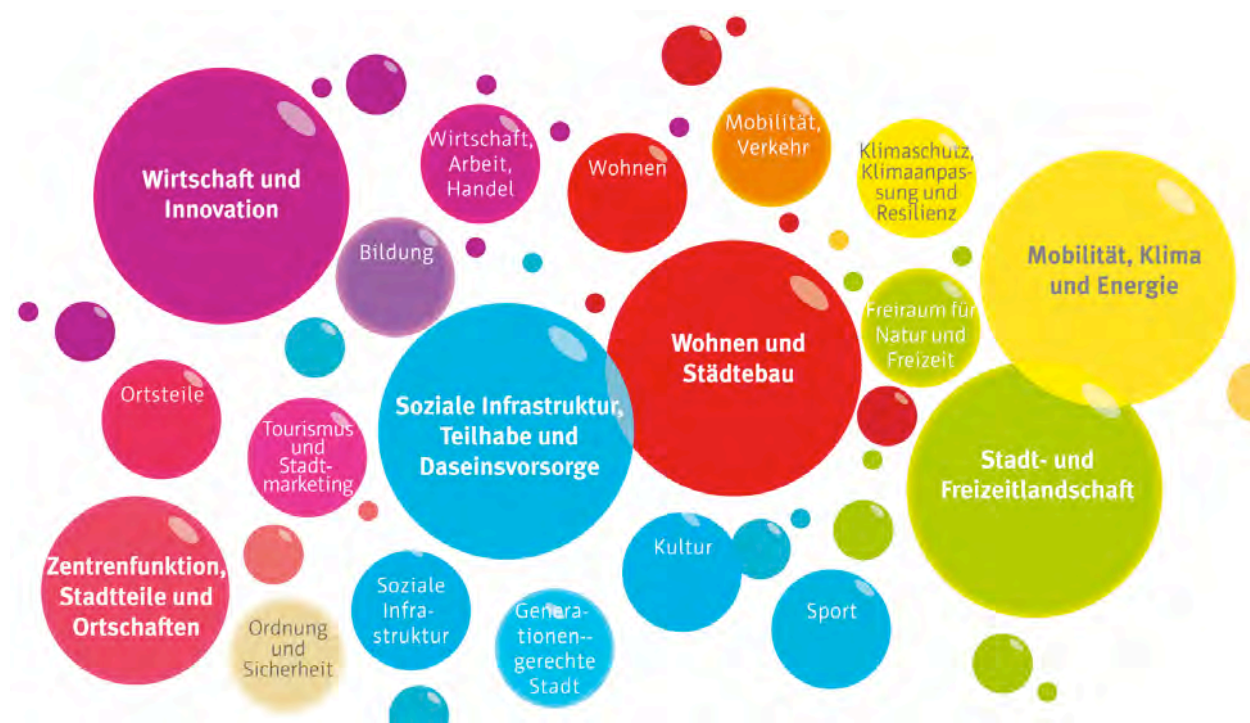 Wirtschaft und
Innovation
Wirtschaft,
Arbeit,
Handel
Wohnen
Mobilität,
Verkehr
Klimaschutz,
Klimaanpas-
sung und
Resilienz
Mobilität, Klima
und Energie
Bildung
Freiraum für
Natur und
Freizeit
Wohnen und
Städtebau
Ortsteile
Tourismus
und
Stadt-
marketing
Soziale Infrastruktur,
Teilhabe und
Daseinsvorsorge
Stadt- und
Freizeitlandschaft
Zentrenfunktion,
Stadtteile und
Ortschaften
Ordnung
und
Sicherheit
Soziale
Infra-
struktur
Genera-
tionen--
gerechte
Stadt
Kultur
Sport